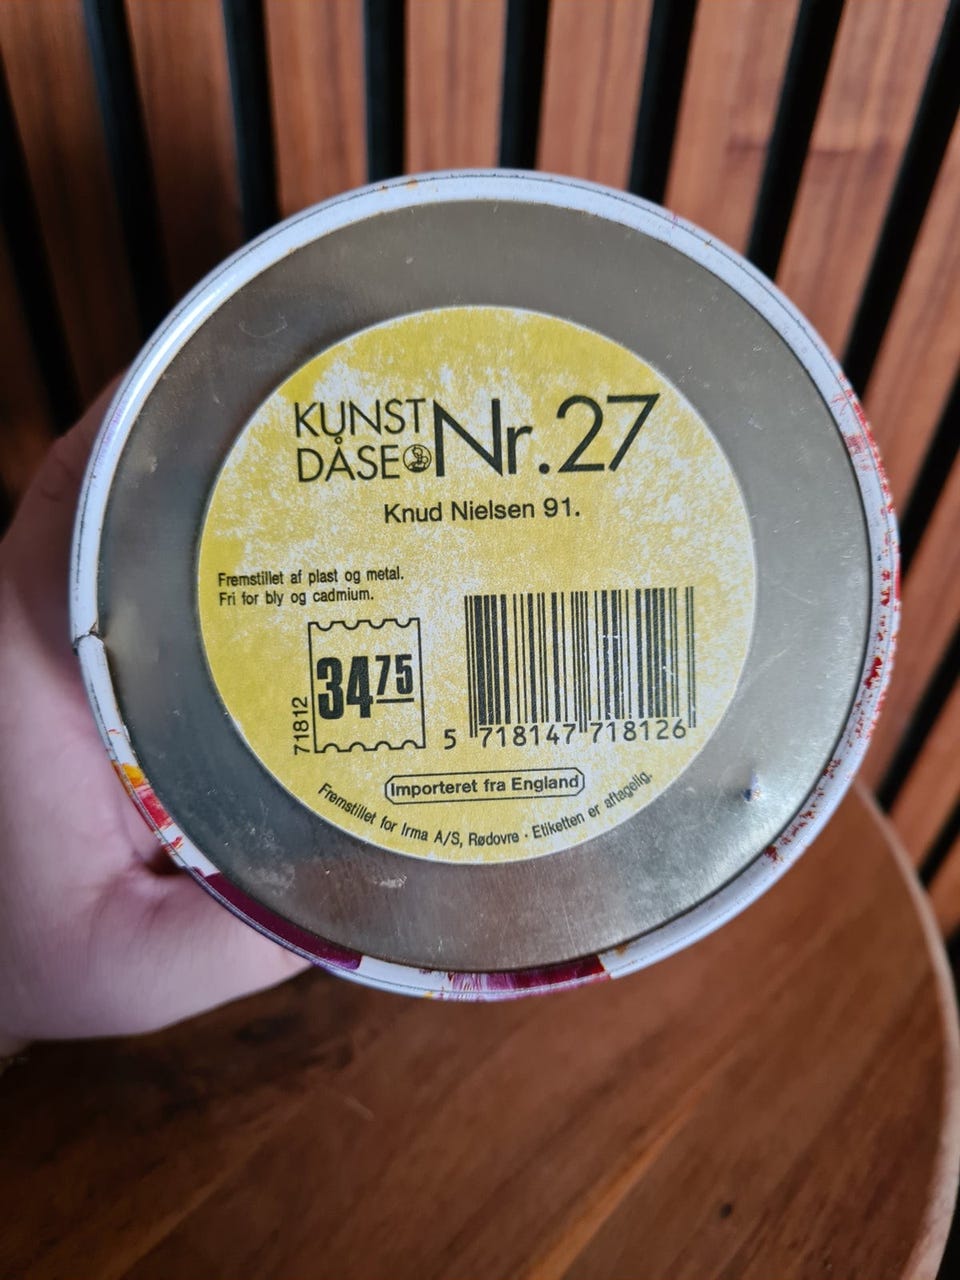 KUNST
DÅSE Nr. 27
Knud Nielsen 91.
Fremstillet af plast og metal.
Fri for bly og cadmium.
71812
34 75
5 718147 718126
Importeret fra England
Fremstillet for Irma A/S, Rødovre · Etiketten er aftagelig.